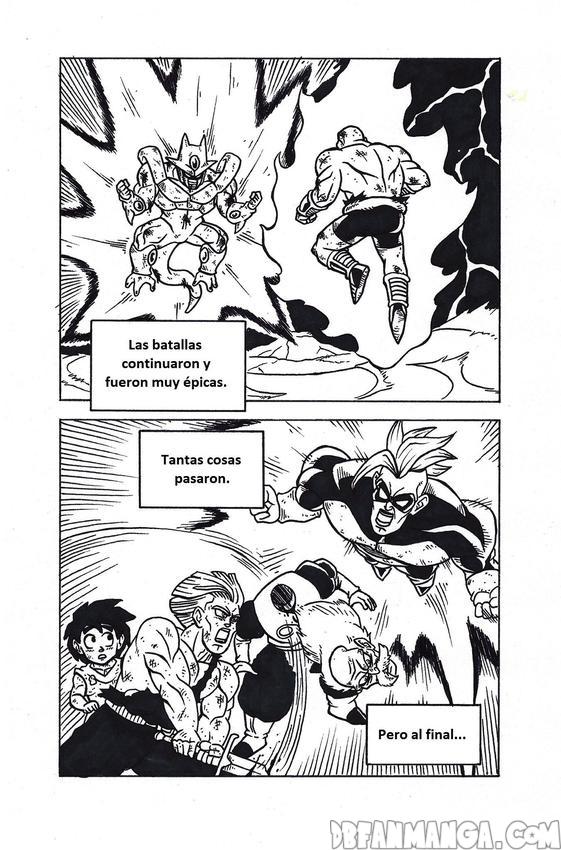 Las batallas
continuaron y
fueron muy épicas.
Tantas cosas
pasaron.
Pero al final...
DBFANMANGA.COM